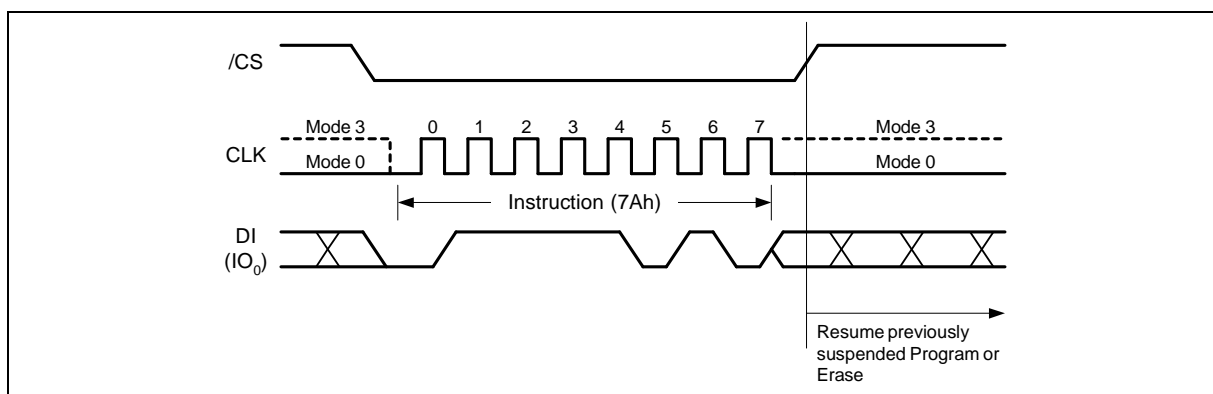 /CS
Mode 3 0 1 2 3 4 5 6 7 Mode 3
CLK
Mode 0 Mode 0
Instruction (7Ah)
DI
(IO0)
Resume previously
suspended Program or
Erase